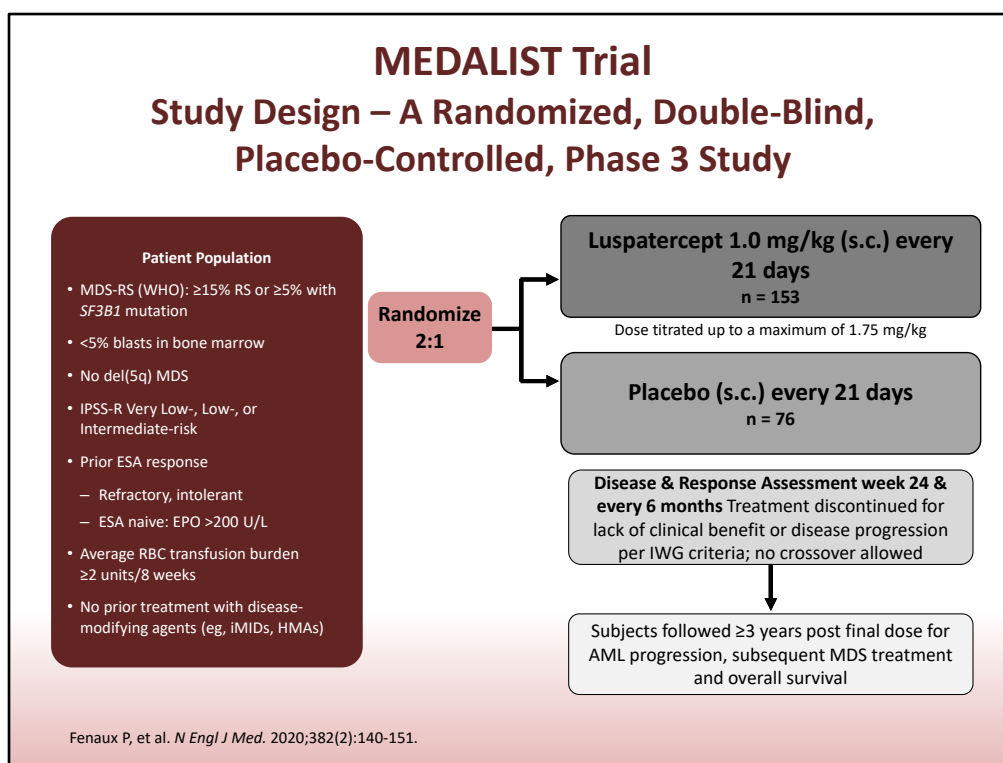 MEDALIST Trial
Study Design – A Randomized, Double-Blind,
Placebo-Controlled, Phase 3 Study
Patient Population
• MDS-RS (WHO): ≥15% RS or ≥5% with
SF3B1 mutation
• <5% blasts in bone marrow
• No del(5q) MDS
• IPSS-R Very Low-, Low-, or
Intermediate-risk
• Prior ESA response
– Refractory, intolerant
– ESA naive: EPO >200 U/L
• Average RBC transfusion burden
≥2 units/8 weeks
• No prior treatment with disease-
modifying agents (eg, iMIDs, HMAs)
Randomize
2:1
Luspatercept 1.0 mg/kg (s.c.) every
21 days
n = 153
Dose titrated up to a maximum of 1.75 mg/kg
Placebo (s.c.) every 21 days
n = 76
Disease & Response Assessment week 24 &
every 6 months Treatment discontinued for
lack of clinical benefit or disease progression
per IWG criteria; no crossover allowed
Subjects followed ≥3 years post final dose for
AML progression, subsequent MDS treatment
and overall survival
Fenaux P, et al. N Engl J Med. 2020;382(2):140-151.